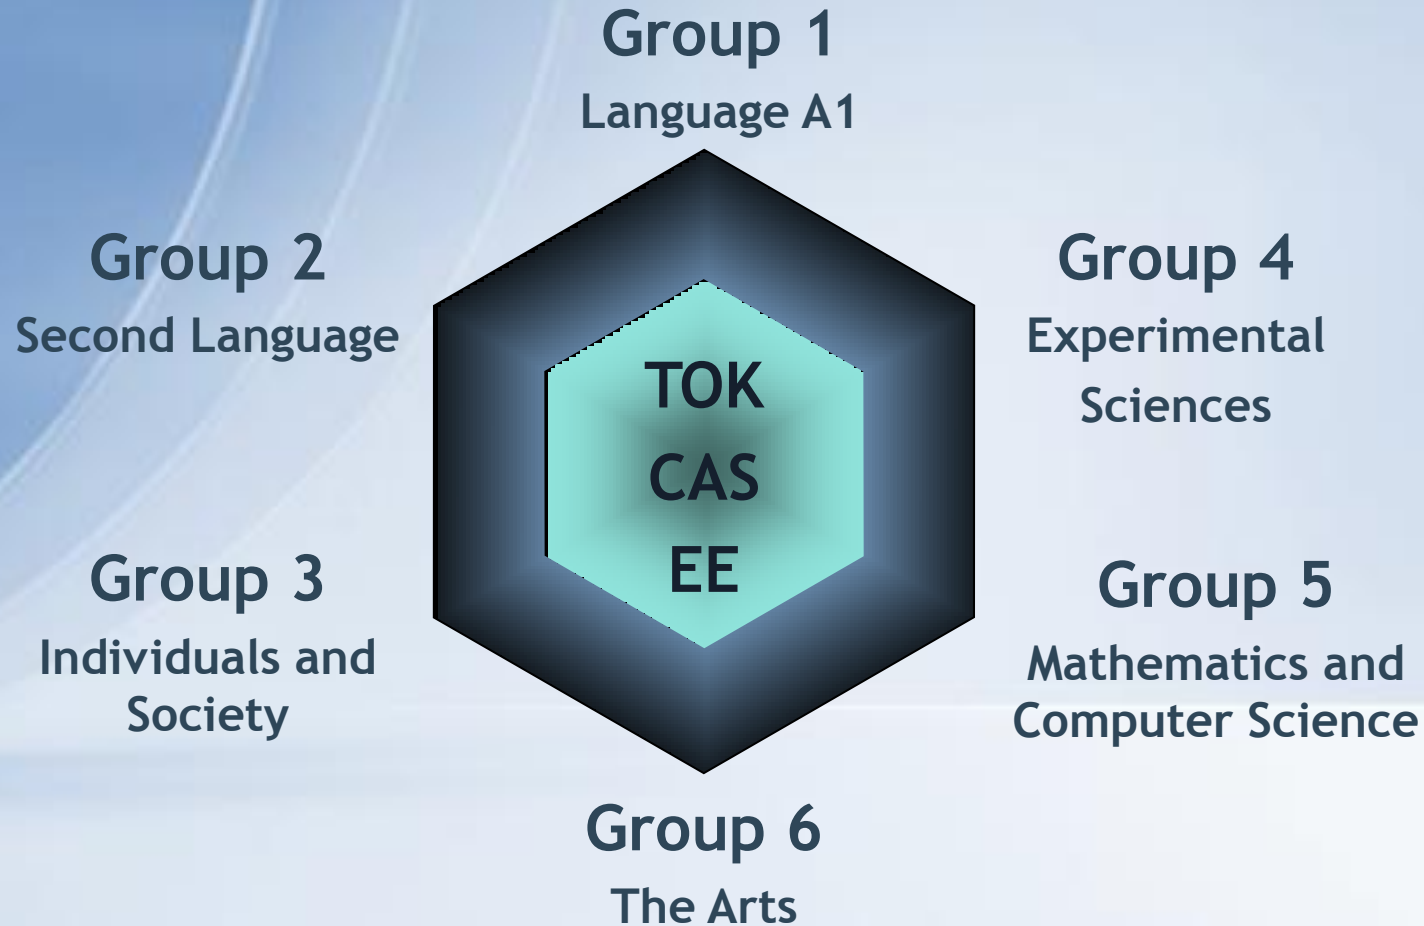 Group 1
Language A1
Group 2
Second Language
Group 4
Experimental
Sciences
TOK
CAS
EE
Group 3
Individuals and
Society
Group 5
Mathematics and
Computer Science
Group 6
The Arts